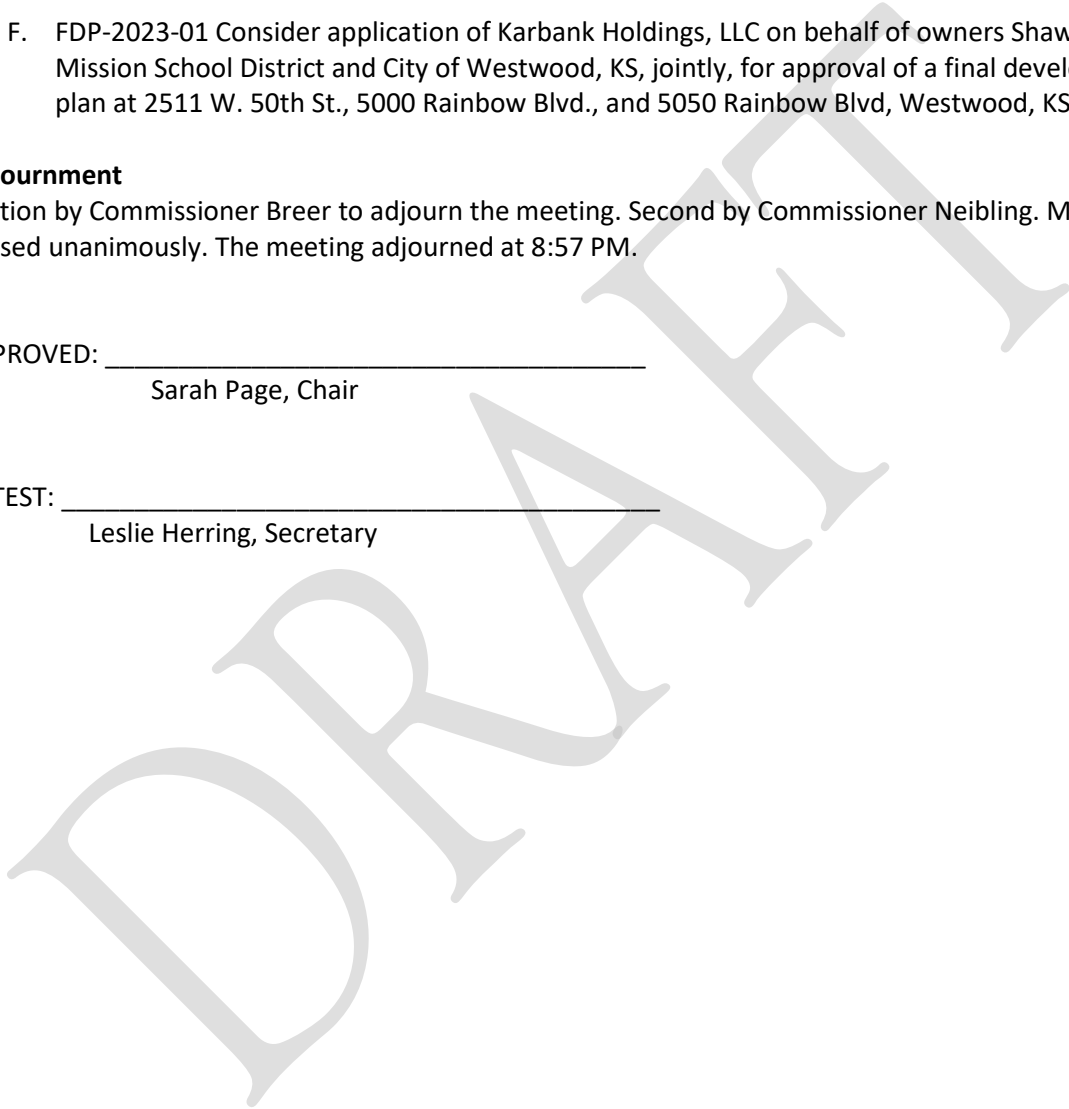 F. FDP-2023-01 Consider application of Karbank Holdings, LLC on behalf of owners Shaw
Mission School District and City of Westwood, KS, jointly, for approval of a final devel
plan at 2511 W. 50th St., 5000 Rainbow Blvd., and 5050 Rainbow Blvd, Westwood, KS
ournment
tion by Commissioner Breer to adjourn the meeting. Second by Commissioner Neibling. M
sed unanimously. The meeting adjourned at 8:57 PM.
PROVED: ______________________________________
Sarah Page, Chair
TEST: __________________________________________
Leslie Herring, Secretary
DRAFT